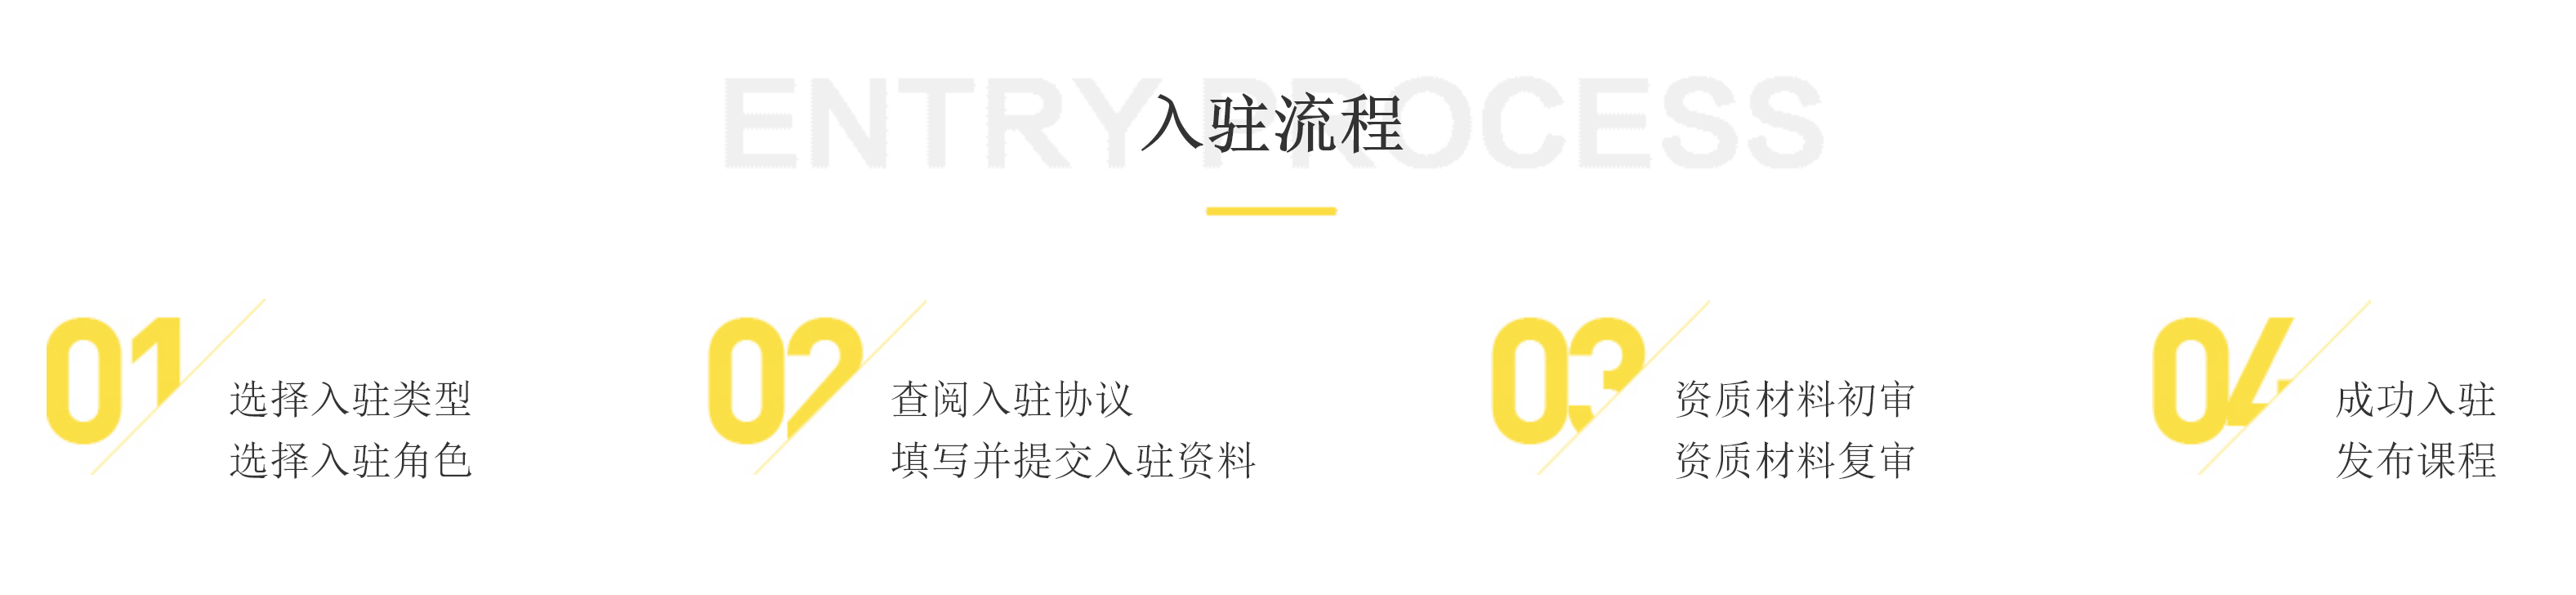 ENTRY PROCESS
入驻流程
01
选择入驻类型
选择入驻角色
02
查阅入驻协议
填写并提交入驻资料
03
资质材料初审
资质材料复审
04
成功入驻
发布课程